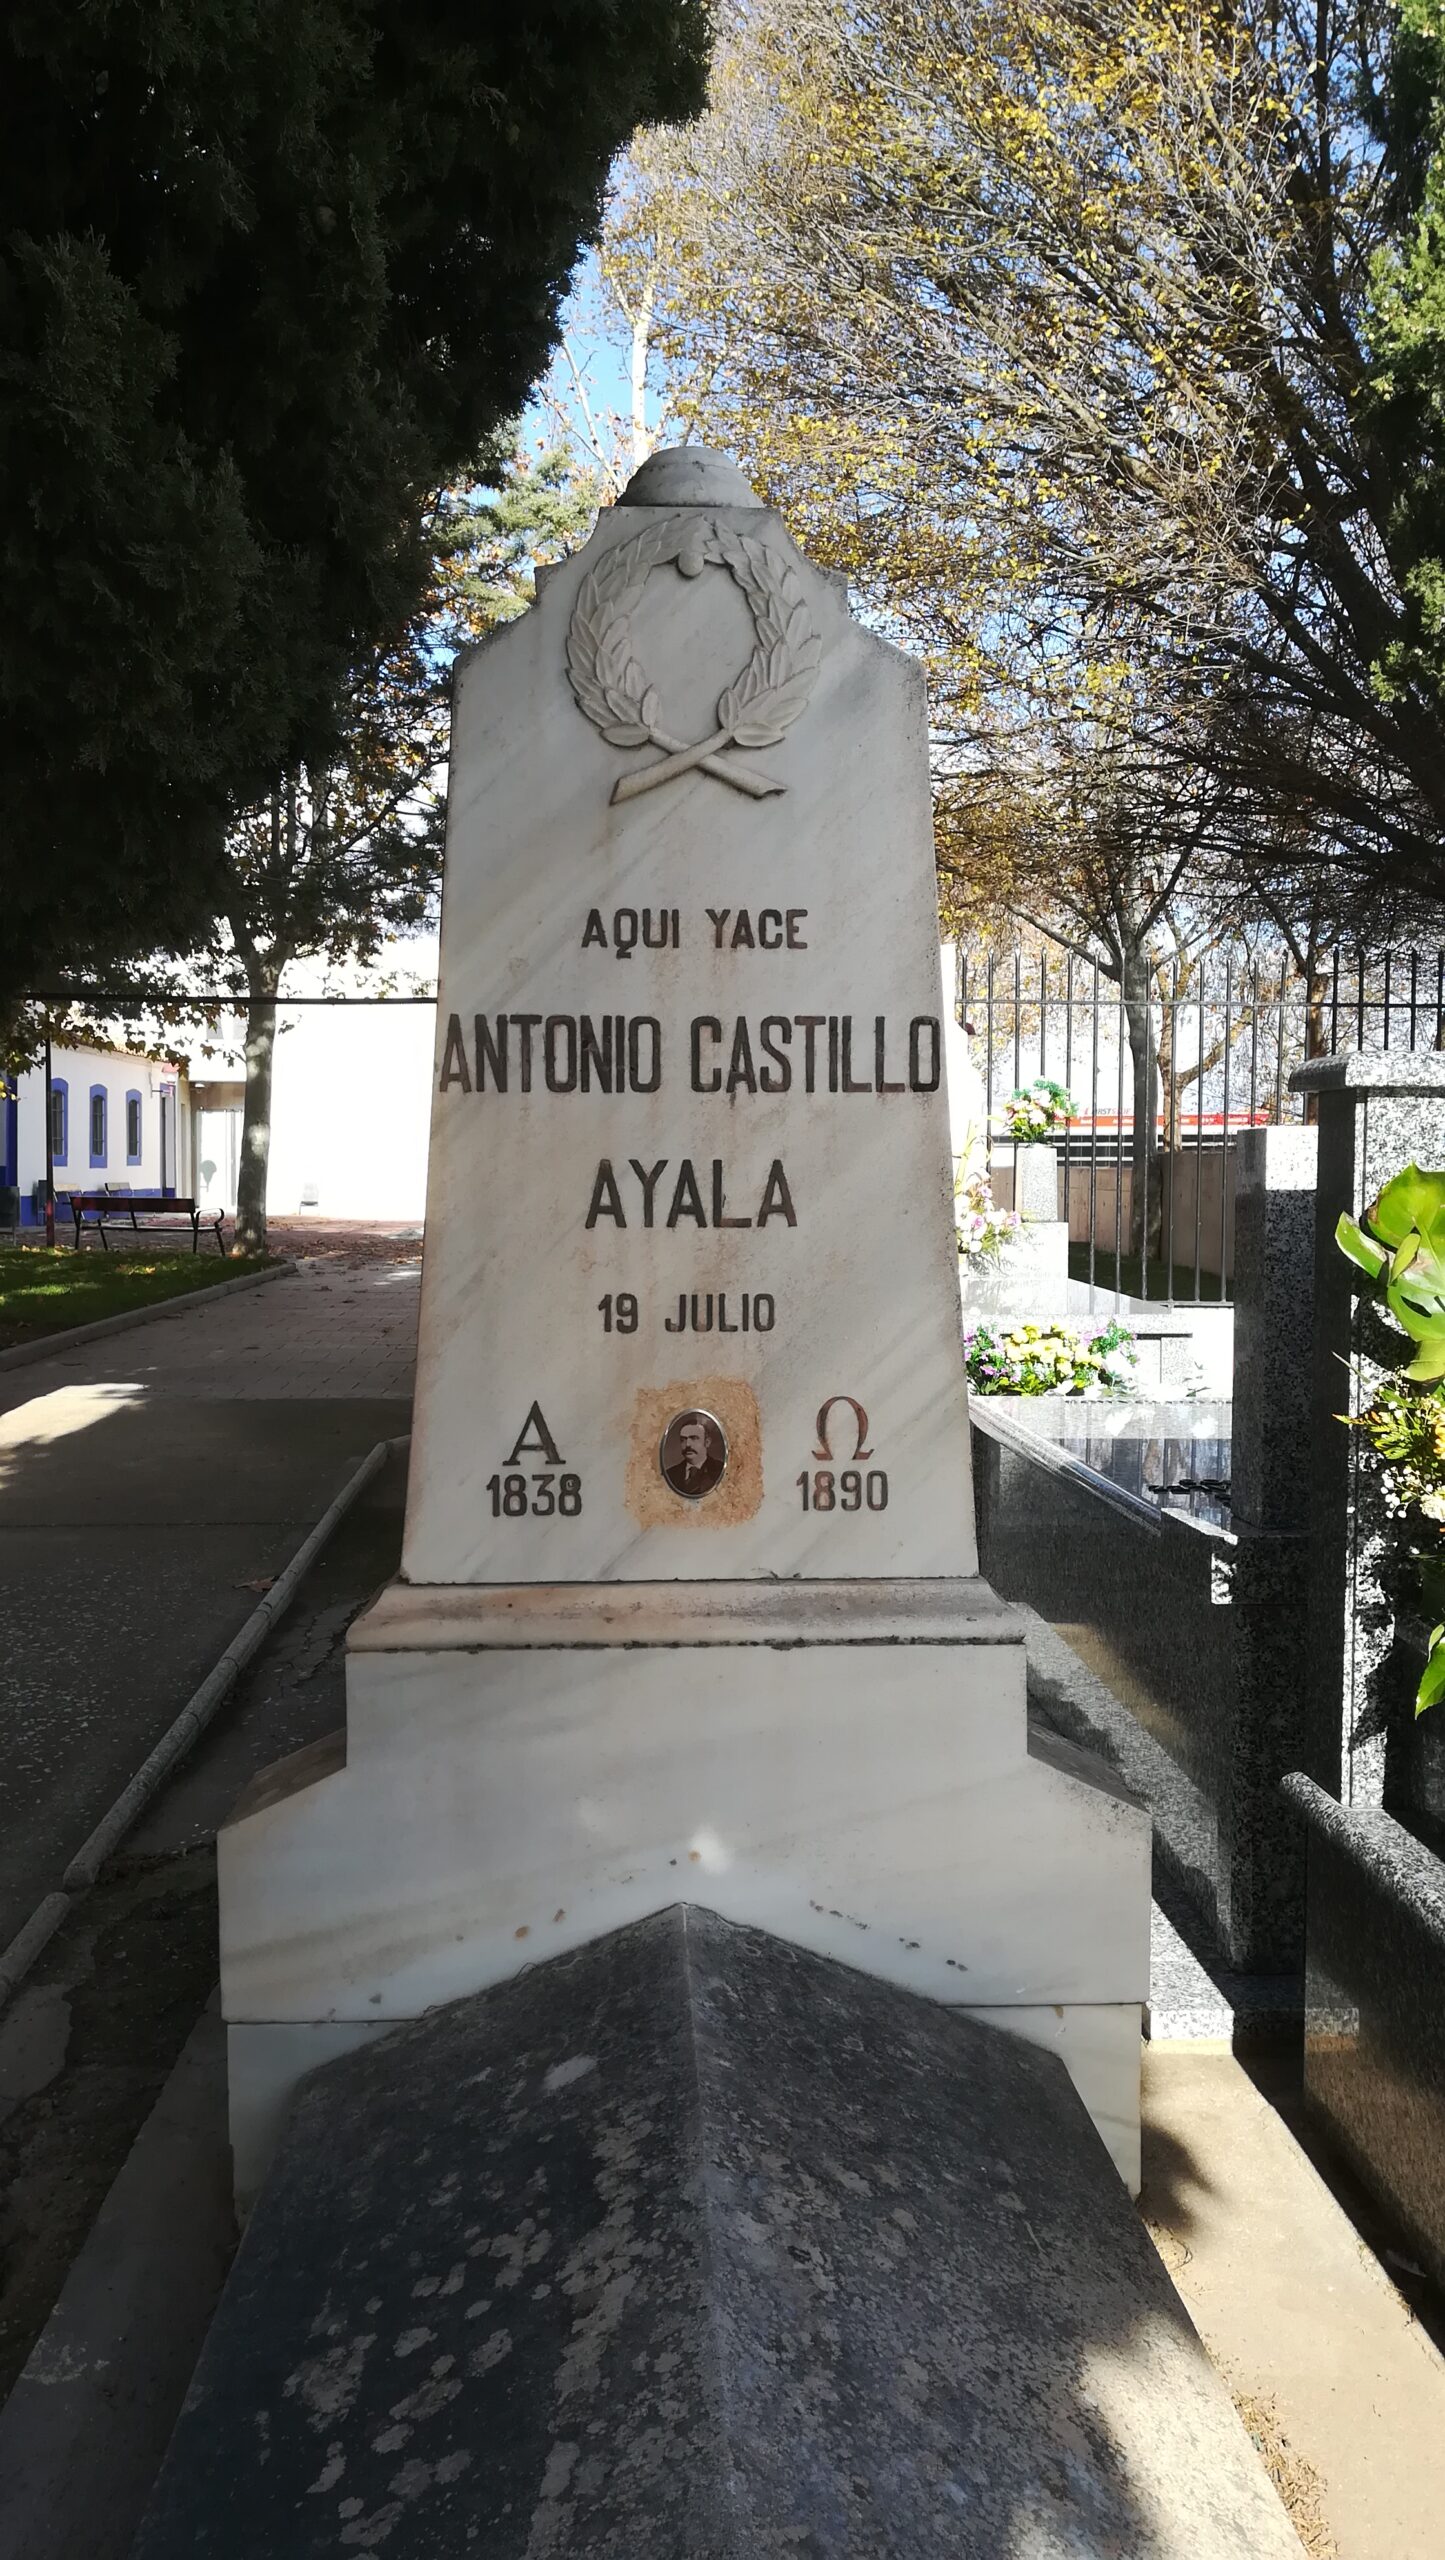 AQUI YACE
ANTONIO CASTILLO
AYALA
19 JULIO
Α Ω
1838 1890